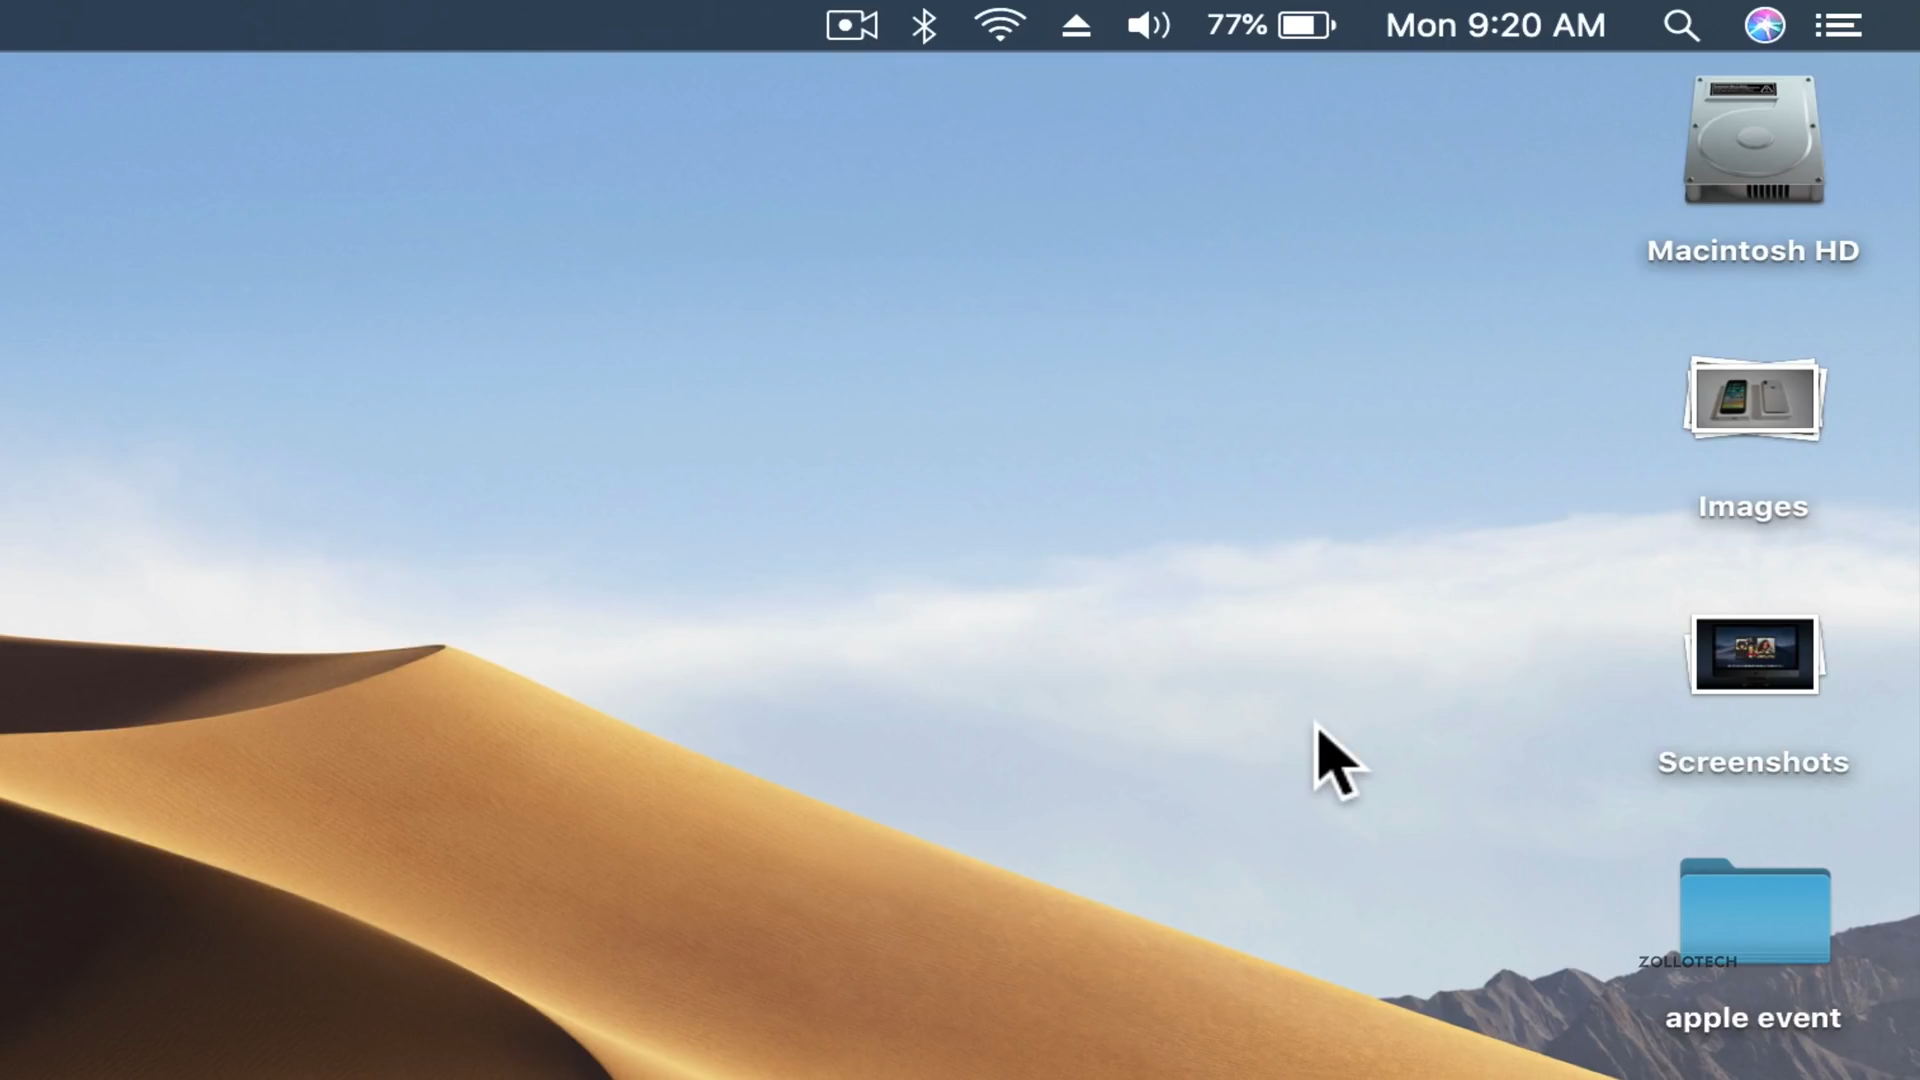 77%
Mon 9:20 AM
Macintosh HD
Images
Screenshots
ZOLLOTECH
apple event